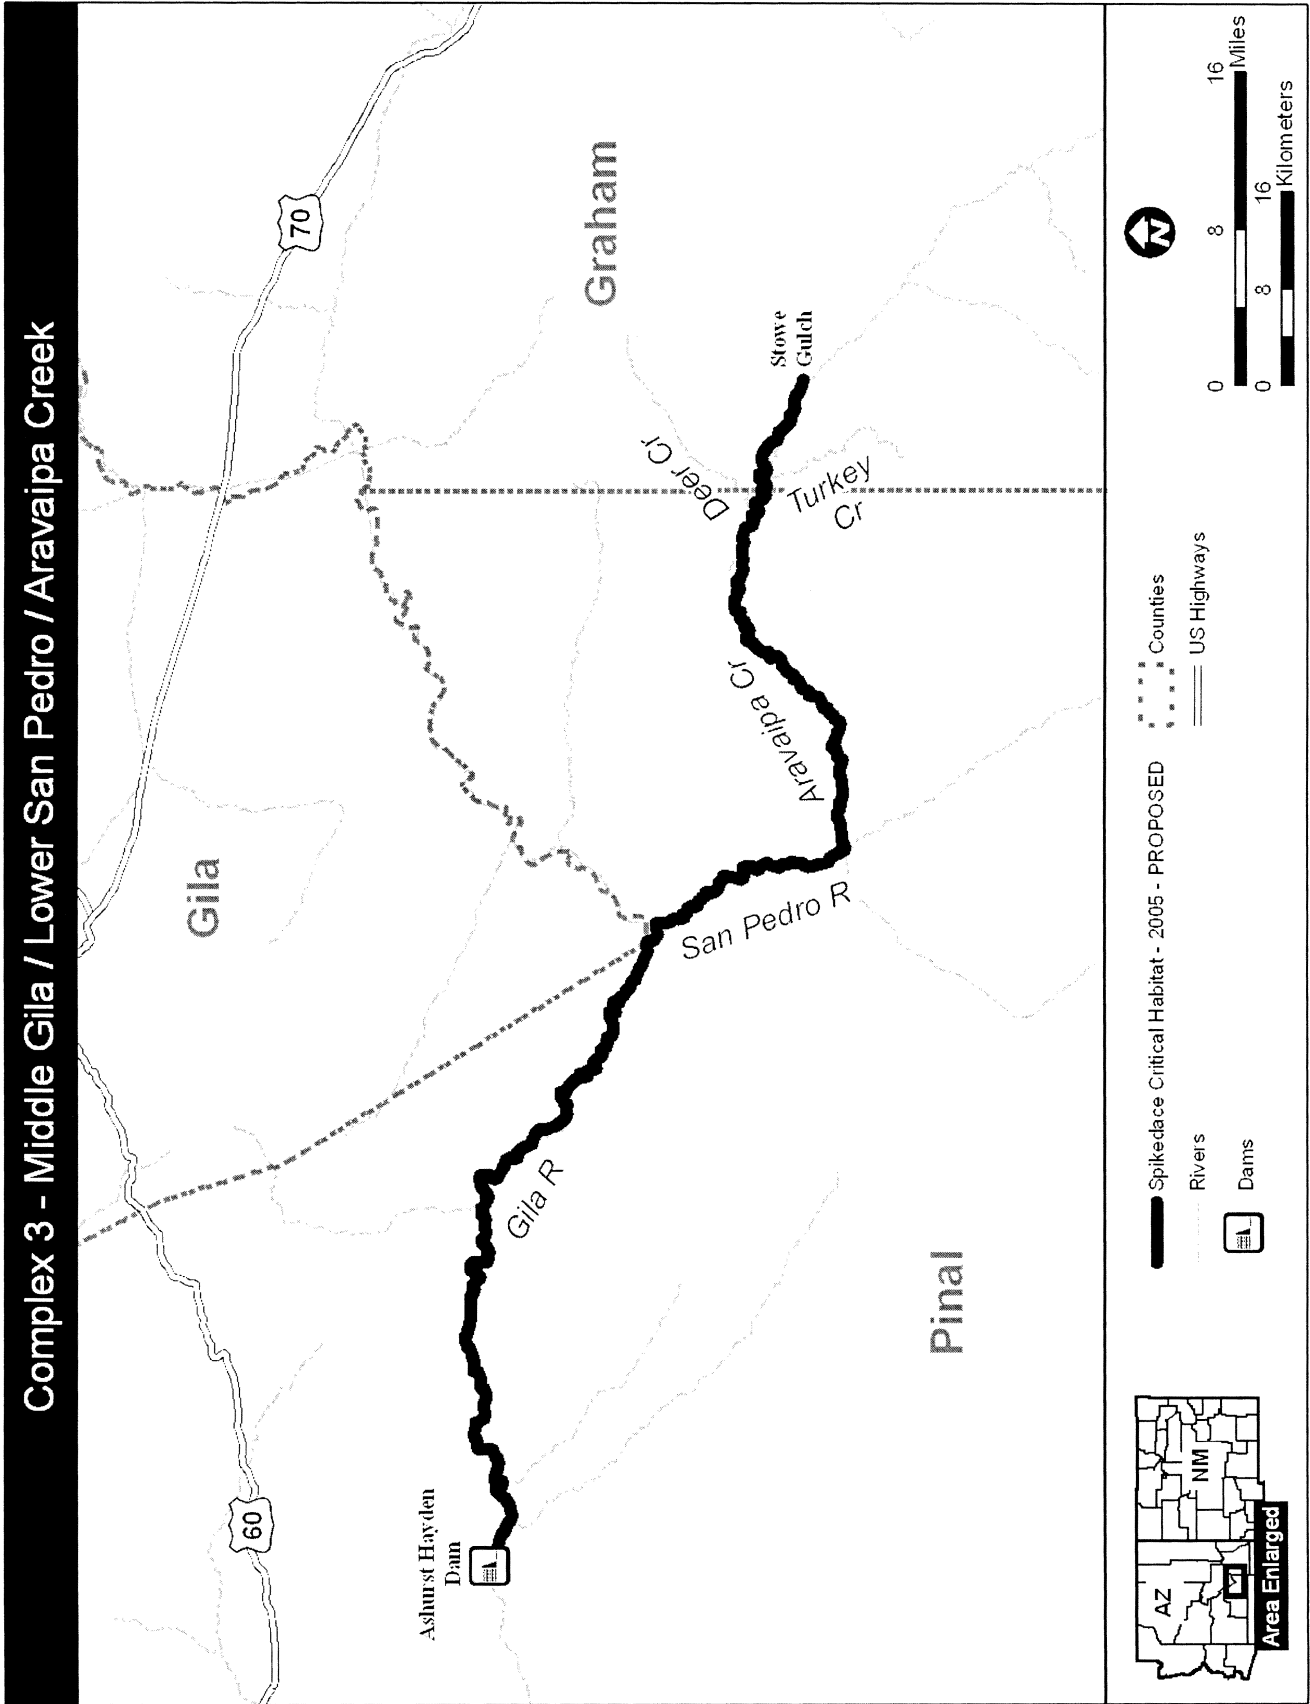 Complex 3 - Middle Gila / Lower San Pedro / Aravaipa Creek
70
60
Gila
Graham
Pinal
Ashurst Hayden
Dam
Gila R
San Pedro R
Aravaipa Cr
Deer Cr
Turkey
Cr
Stowe
Gulch
AZ
NM
Area Enlarged
Spikedace Critical Habitat - 2005 - PROPOSED
Rivers
Dams
Counties
US Highways
N
0 8 16
Miles
0 8 16
Kilometers